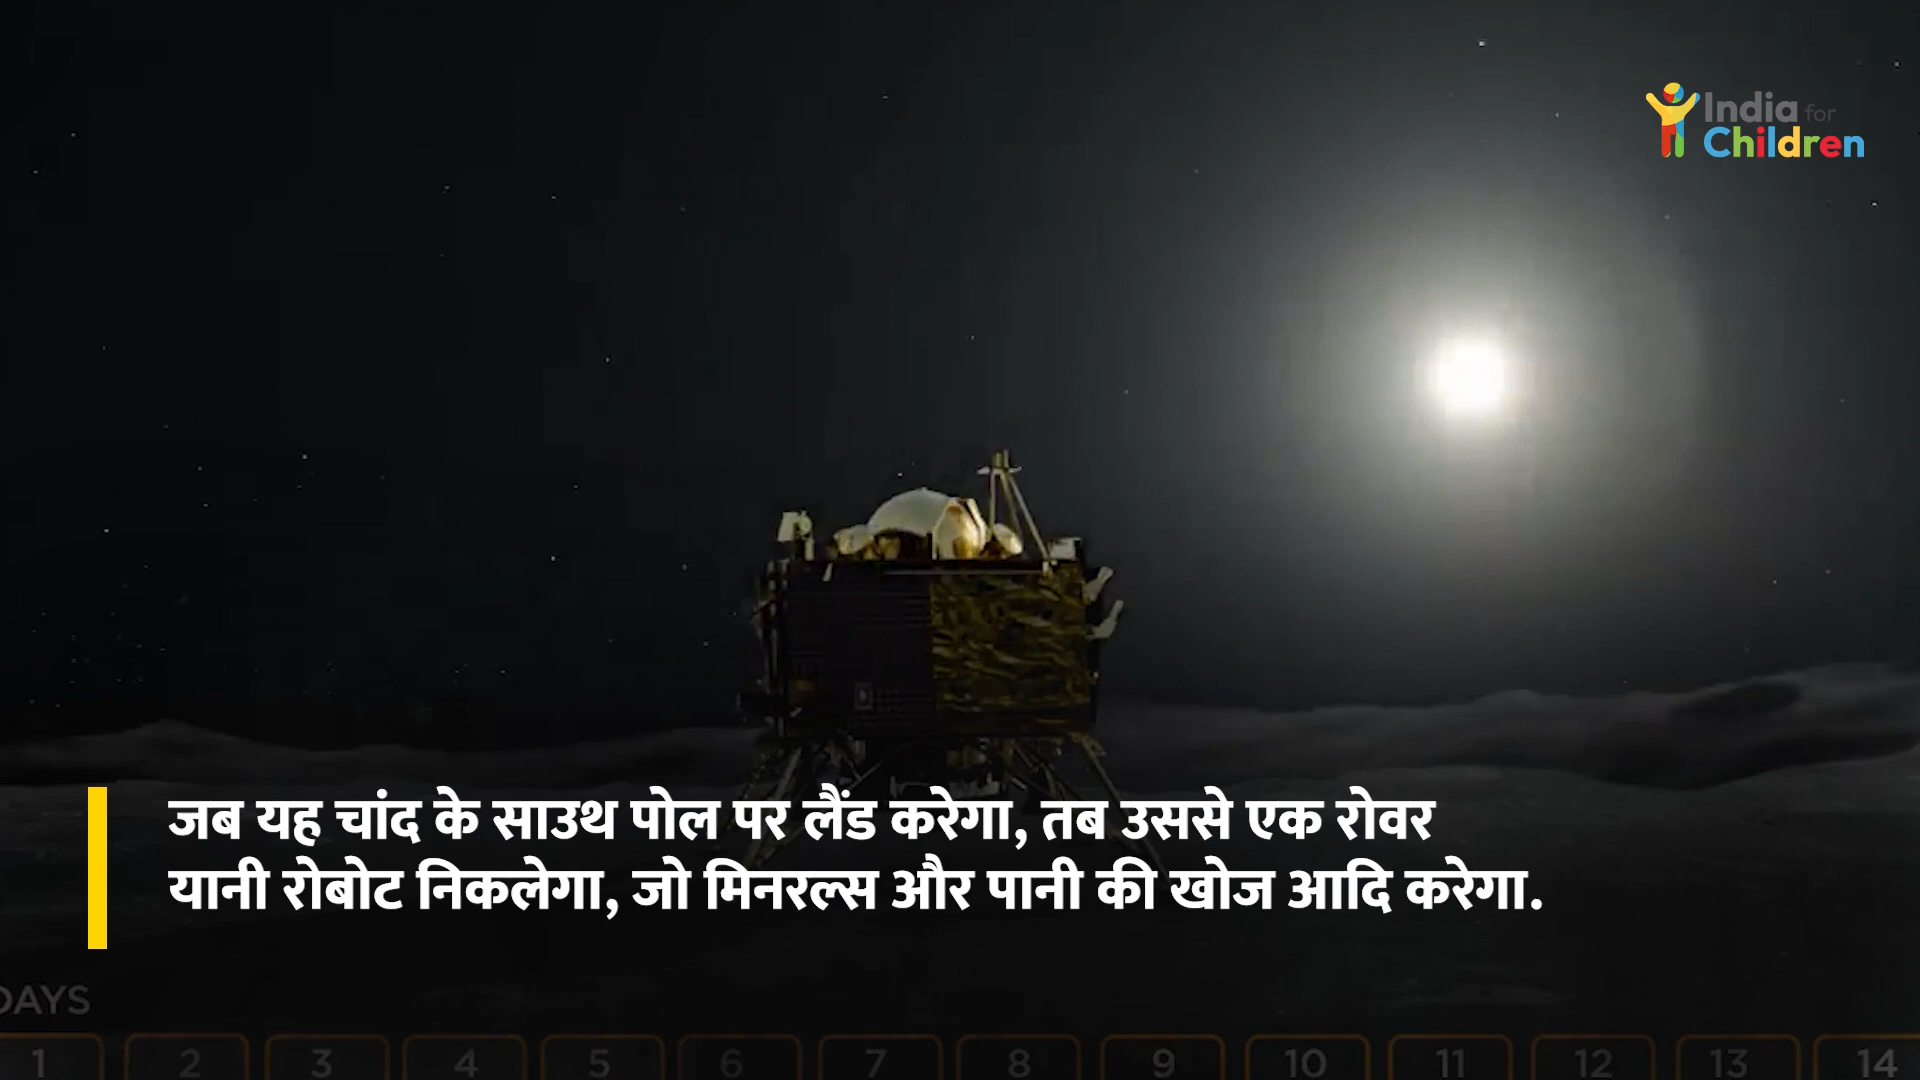 India for
Children
जब यह चांद के साउथ पोल पर लैंड करेगा, तब उससे एक रोवर
यानी रोबोट निकलेगा, जो मिनरल्स और पानी की खोज आदि करेगा.
DAYS
1 2 3 4 5 6 7 8 9 10 11 12 13 14